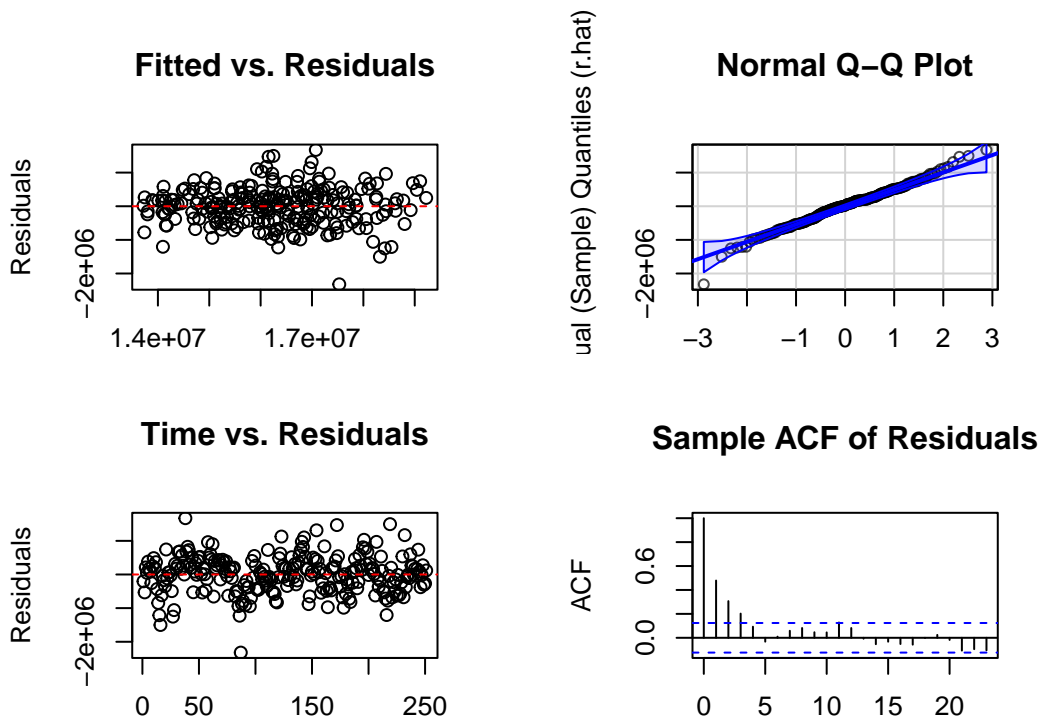 Fitted vs. Residuals
Residuals
−2e+06
1.4e+07 1.7e+07
Normal Q−Q Plot
ual (Sample) Quantiles (r.hat)
−2e+06
−3 −1 0 1 2 3
Time vs. Residuals
Residuals
−2e+06
0 50 150 250
Sample ACF of Residuals
ACF
0.0 0.6
0 5 10 15 20